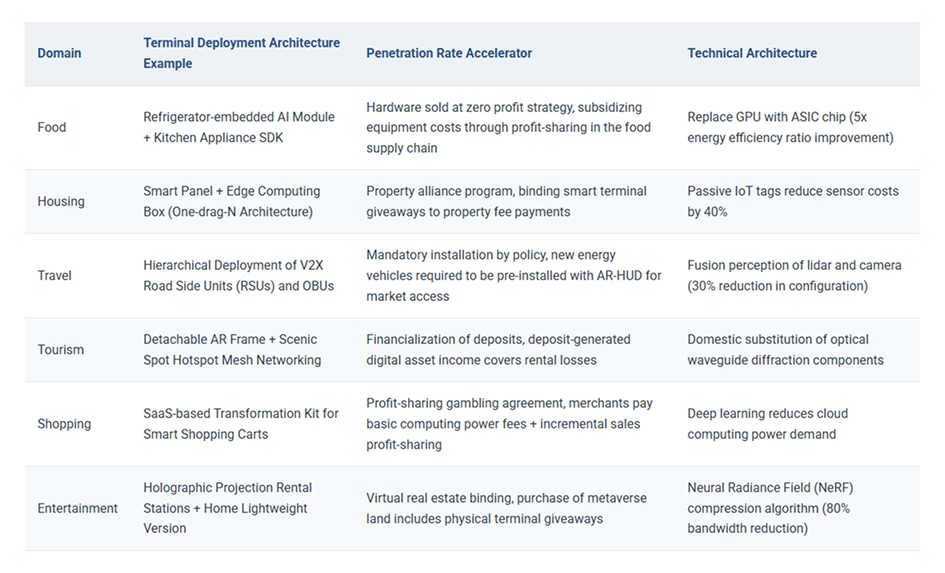 Domain
Terminal Deployment Architecture
Example
Penetration Rate Accelerator
Technical Architecture
Food
Refrigerator-embedded AI Module
+ Kitchen Appliance SDK
Hardware sold at zero profit strategy, subsidizing
equipment costs through profit-sharing in the food
supply chain
Replace GPU with ASIC chip (5x
energy efficiency ratio improvement)
Housing
Smart Panel + Edge Computing
Box (One-drag-N Architecture)
Property alliance program, binding smart terminal
giveaways to property fee payments
Passive IoT tags reduce sensor costs
by 40%
Travel
Hierarchical Deployment of V2X
Road Side Units (RSUs) and OBUs
Mandatory installation by policy, new energy
vehicles required to be pre-installed with AR-HUD for
market access
Fusion perception of lidar and camera
(30% reduction in configuration)
Tourism
Detachable AR Frame + Scenic
Spot Hotspot Mesh Networking
Financialization of deposits, deposit-generated
digital asset income covers rental losses
Domestic substitution of optical
waveguide diffraction components
Shopping
SaaS-based Transformation Kit for
Smart Shopping Carts
Profit-sharing gambling agreement, merchants pay
basic computing power fees + incremental sales
profit-sharing
Deep learning reduces cloud
computing power demand
Entertainment
Holographic Projection Rental
Stations + Home Lightweight
Version
Virtual real estate binding, purchase of metaverse
land includes physical terminal giveaways
Neural Radiance Field (NeRF)
compression algorithm (80%
bandwidth reduction)